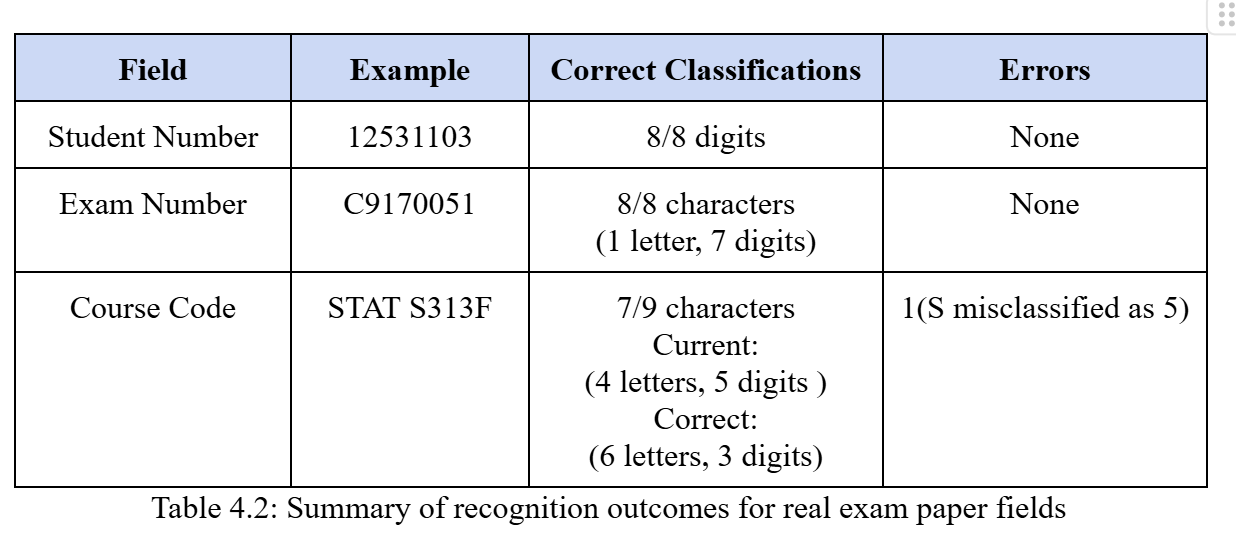 Field Example Correct Classifications Errors
Student Number 12531103 8/8 digits None
Exam Number C9170051 8/8 characters None
(1 letter, 7 digits)
Course Code STAT S313F 7/9 characters 1(S misclassified as 5)
Current:
(4 letters, 5 digits )
Correct:
(6 letters, 3 digits)
Table 4.2: Summary of recognition outcomes for real exam paper fields